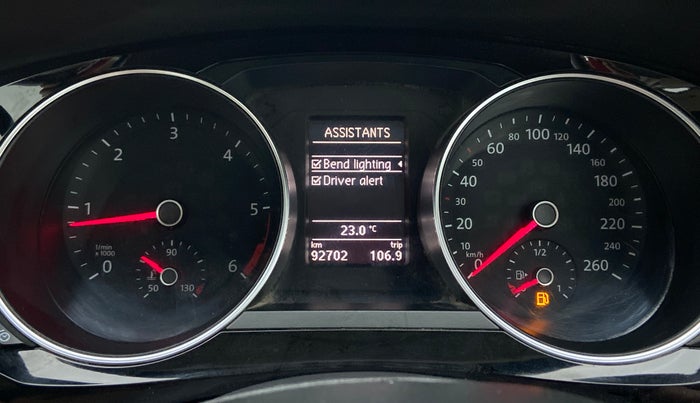 1 2 3 4 5 6
0
1/min
x 1000
50 90 130
ASSISTANTS
Bend lighting
Driver alert
23.0 °C
km trip
92702 106.9
0 10 20 30 40 50 60 80 100 120 140 160 180 200 220 240 260
km/h
1/2
1